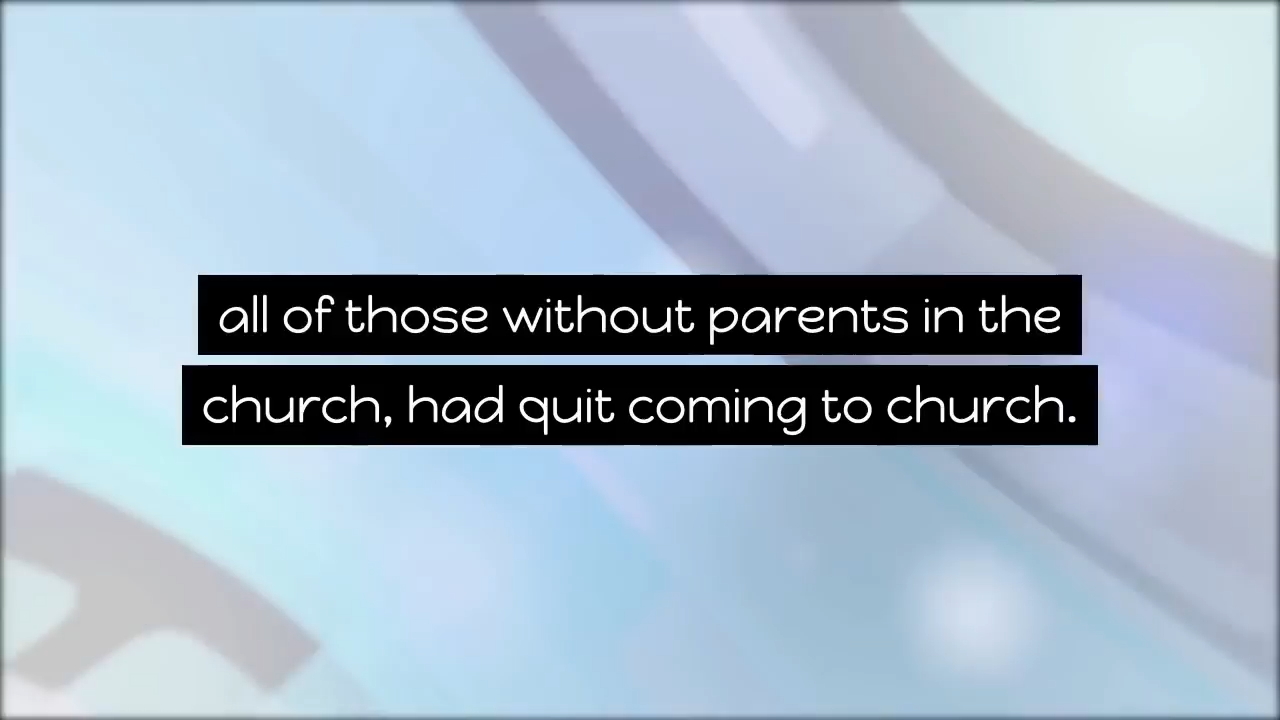 all of those without parents in the
church, had quit coming to church.